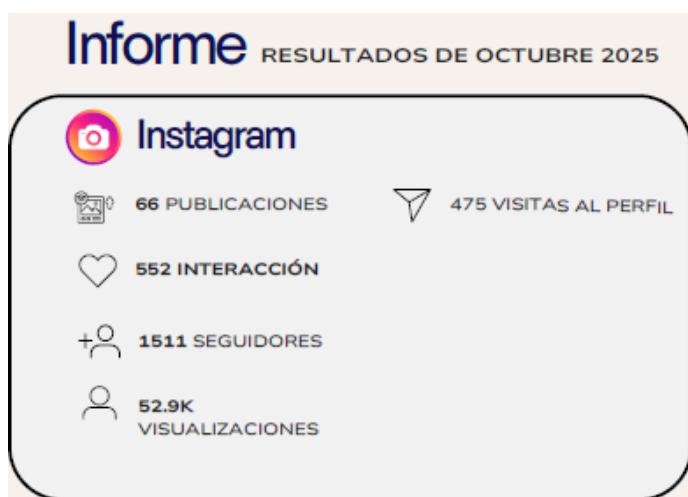 Informe RESULTADOS DE OCTUBRE 2025
Instagram
66 PUBLICACIONES
475 VISITAS AL PERFIL
552 INTERACCIÓN
1511 SEGUIDORES
52.9K
VISUALIZACIONES